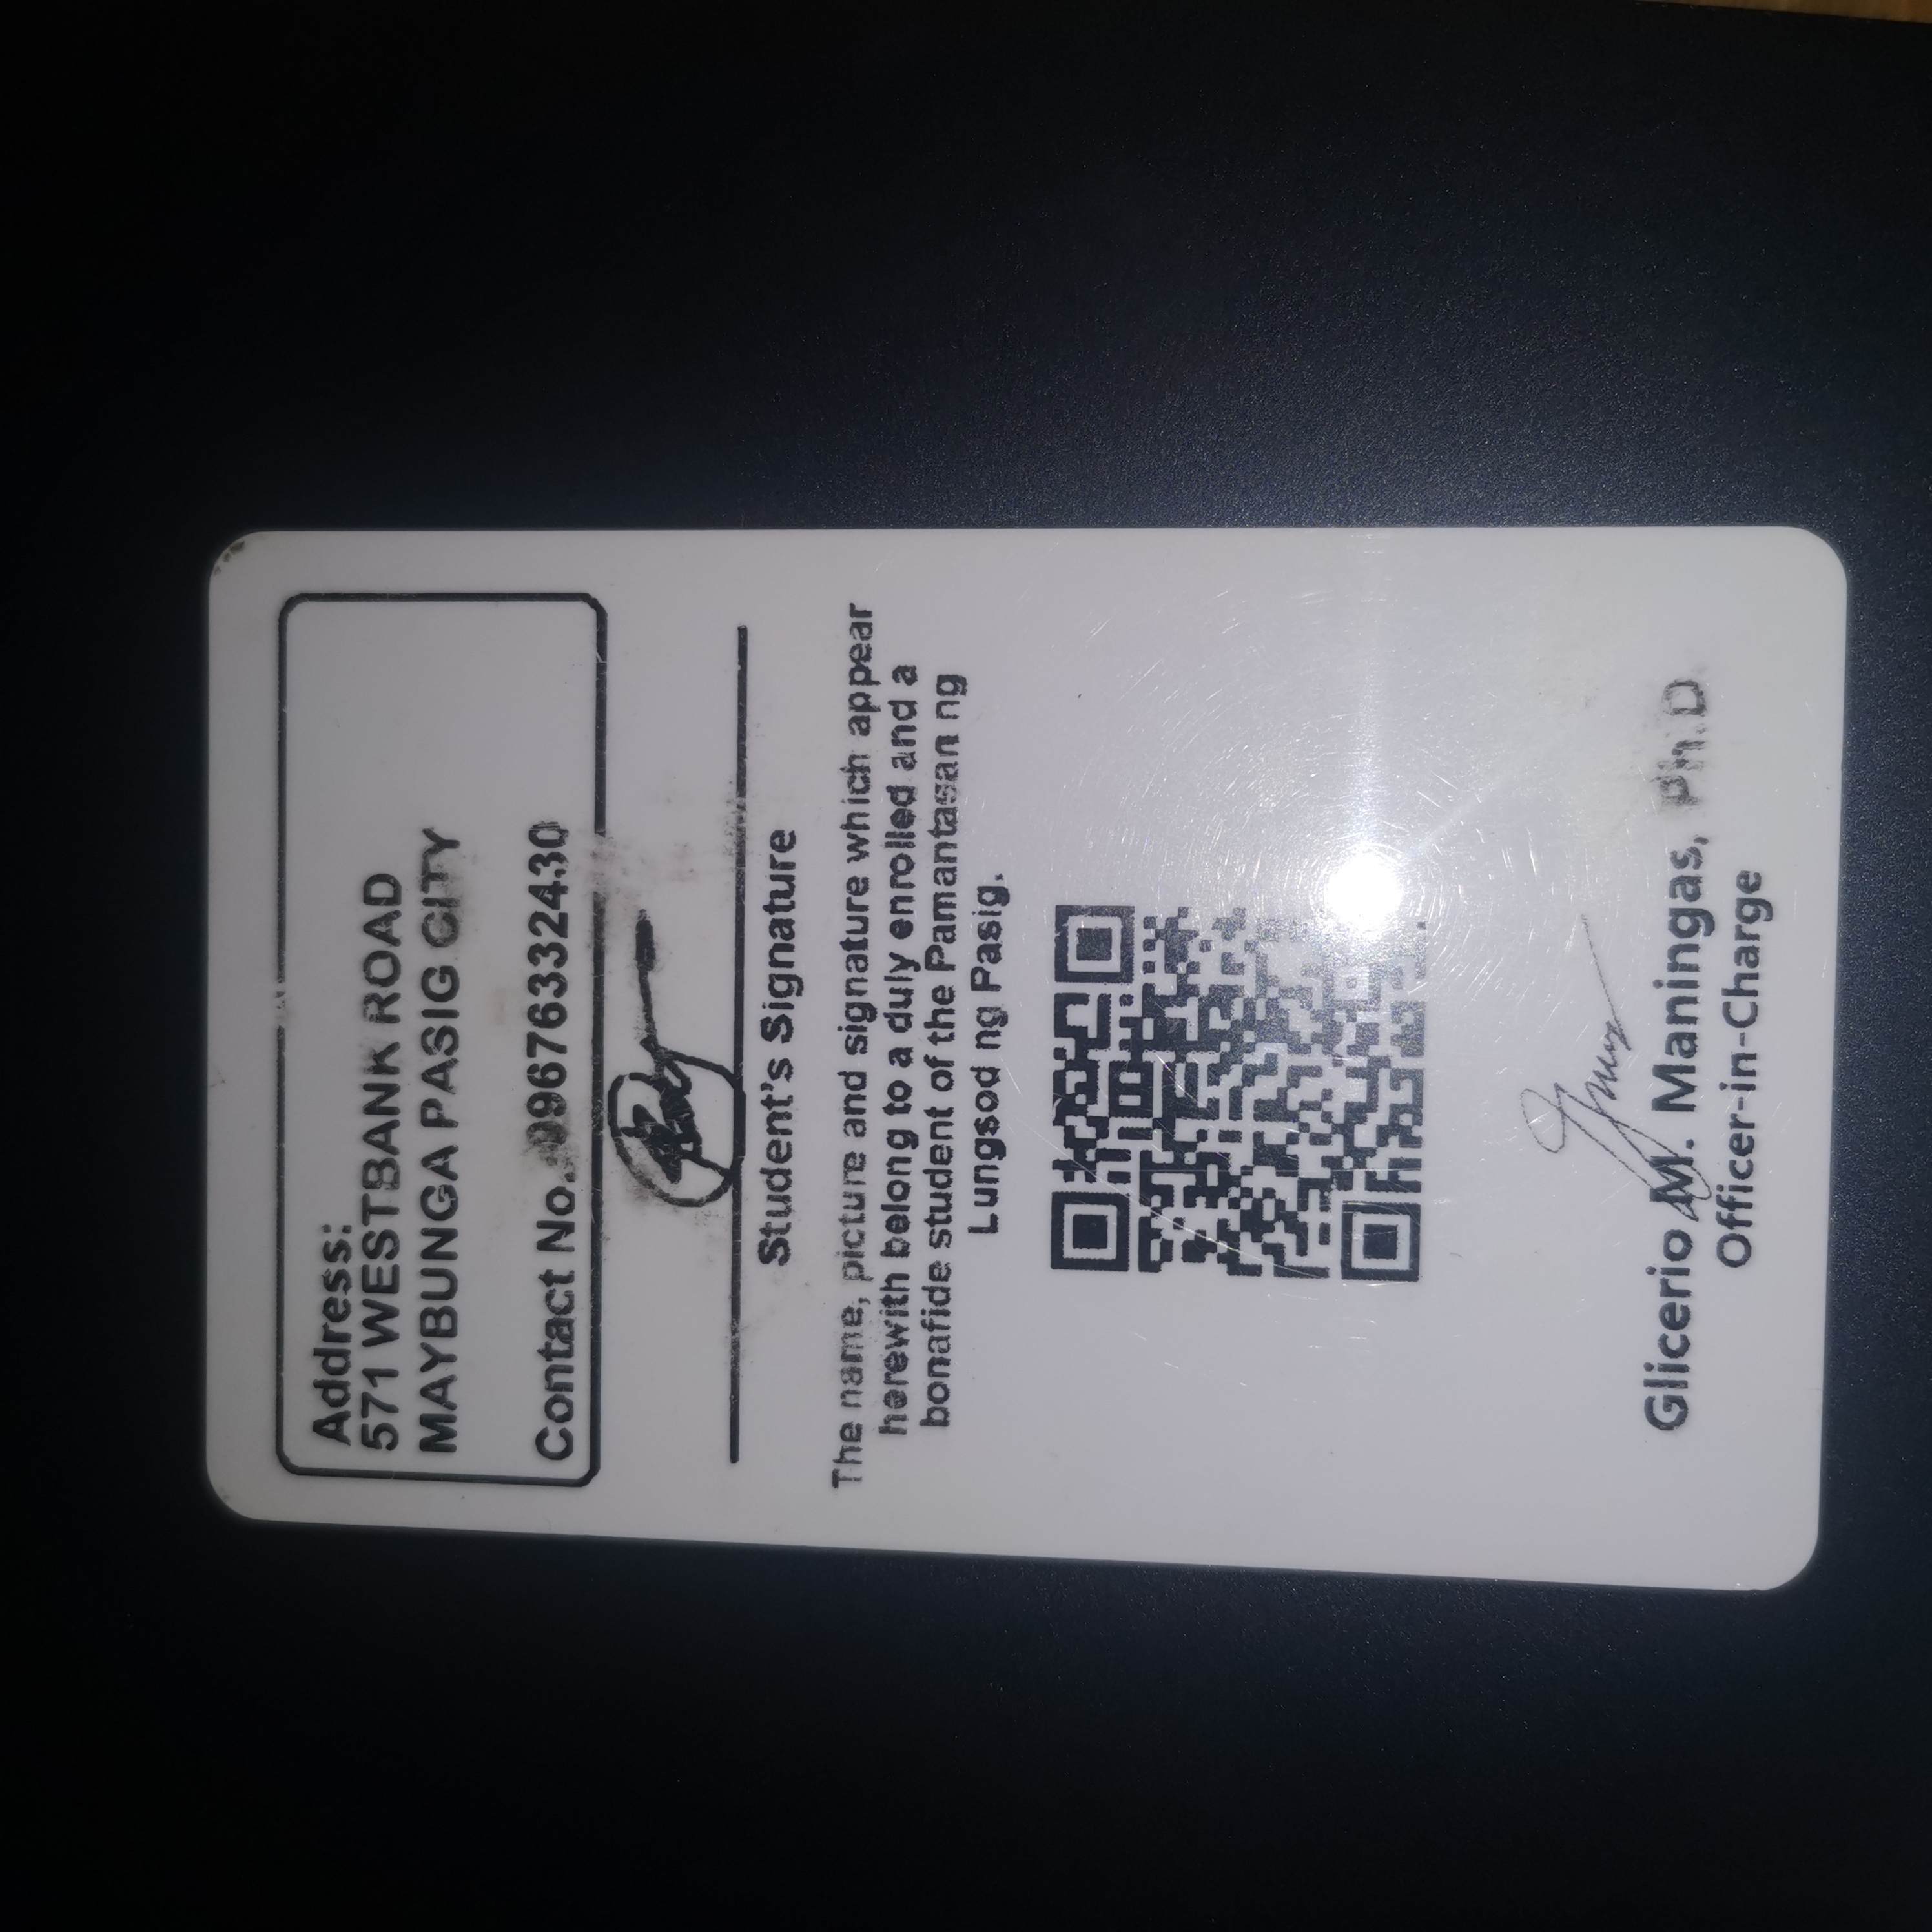 Address:
571 WESTBANK ROAD
MAYBUNGA PASIG CITY
Contact No. 09676332430
Student's Signature
The name, picture and signature which appear
herewith belong to a duly enrolled and a
bonafide student of the Pamantasan ng
Lungsod ng Pasig.
Glicerio M. Maningas, Ph.D
Officer-in-Charge